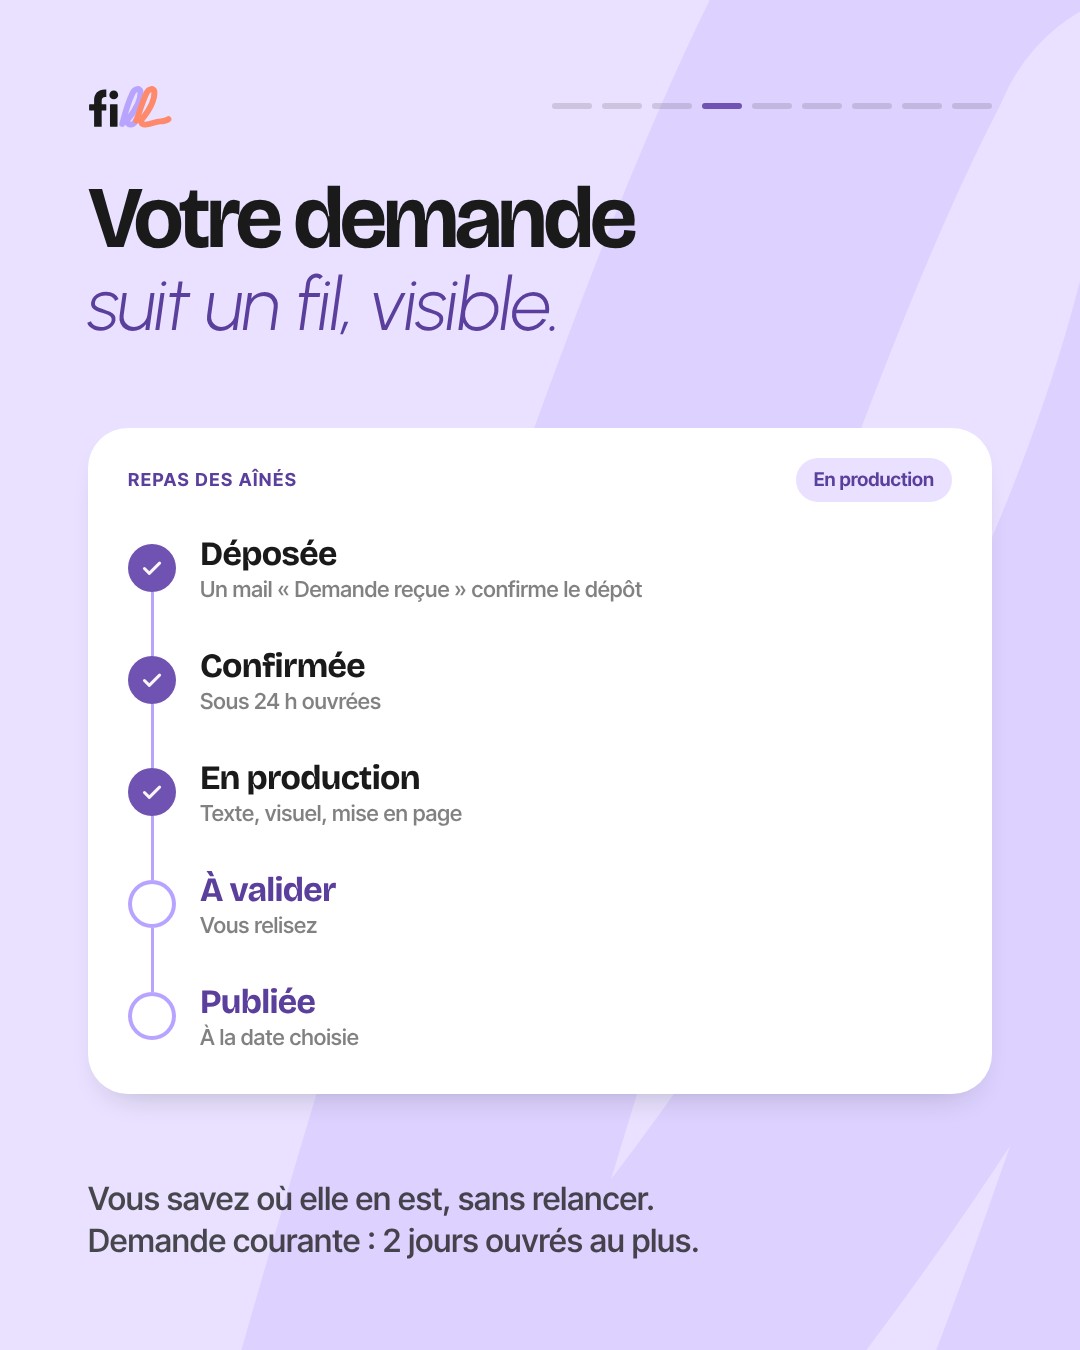 fill
Votre demande
suit un fil, visible.
REPAS DES AÎNÉS
En production
Déposée
Un mail « Demande reçue » confirme le dépôt
Confirmée
Sous 24 h ouvrées
En production
Texte, visuel, mise en page
À valider
Vous relisez
Publiée
À la date choisie
Vous savez où elle en est, sans relancer.
Demande courante : 2 jours ouvrés au plus.